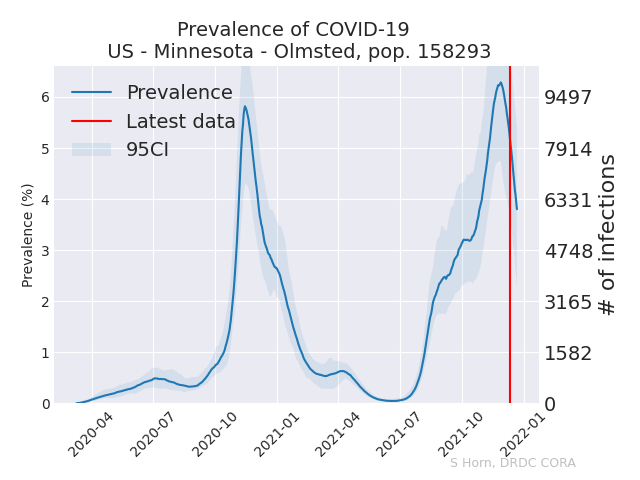 Prevalence of COVID-19
US - Minnesota - Olmsted, pop. 158293
Prevalence
Latest data
95CI
Prevalence (%)
6
5
4
3
2
1
0
9497
7914
6331
4748
3165
1582
0
# of infections
2020-04
2020-07
2020-10
2021-01
2021-04
2021-07
2021-10
2022-01
S Horn, DRDC CORA